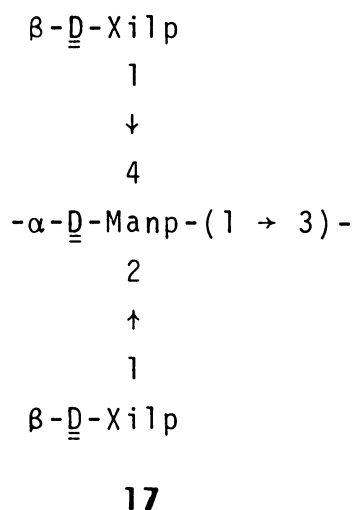 β-D-Xilp
1
↓
4
-α-D-Manp-(1 → 3)-
2
↑
1
β-D-Xilp
17